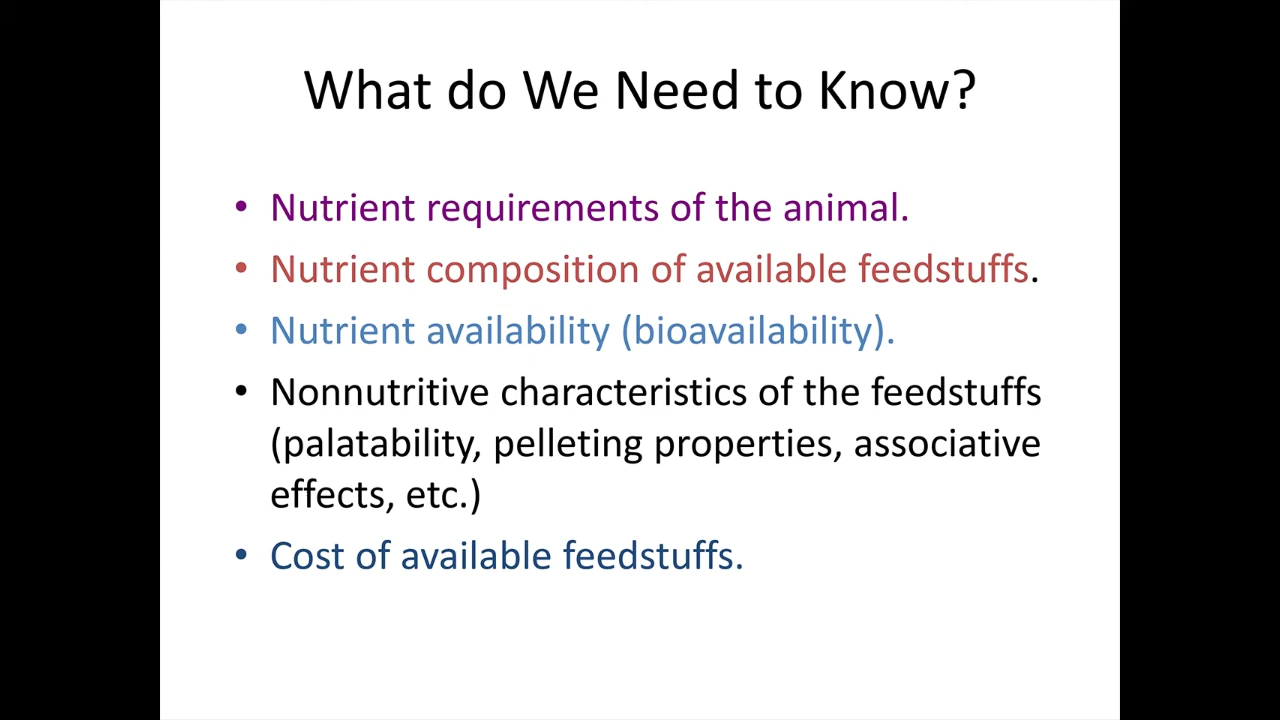 What do We Need to Know?
• Nutrient requirements of the animal.
• Nutrient composition of available feedstuffs.
• Nutrient availability (bioavailability).
• Nonnutritive characteristics of the feedstuffs
(palatability, pelleting properties, associative
effects, etc.)
• Cost of available feedstuffs.